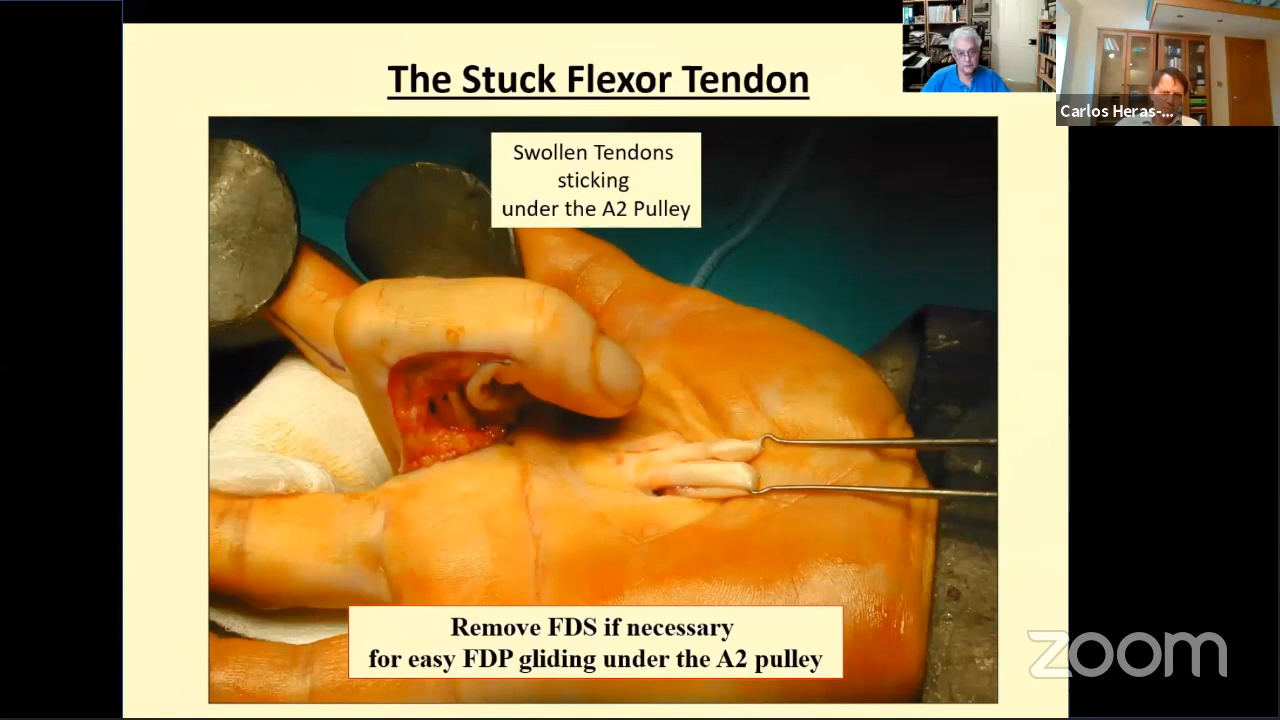 The Stuck Flexor Tendon
Carlos Heras-...
Swollen Tendons
sticking
under the A2 Pulley
Remove FDS if necessary
for easy FDP gliding under the A2 pulley
zoom